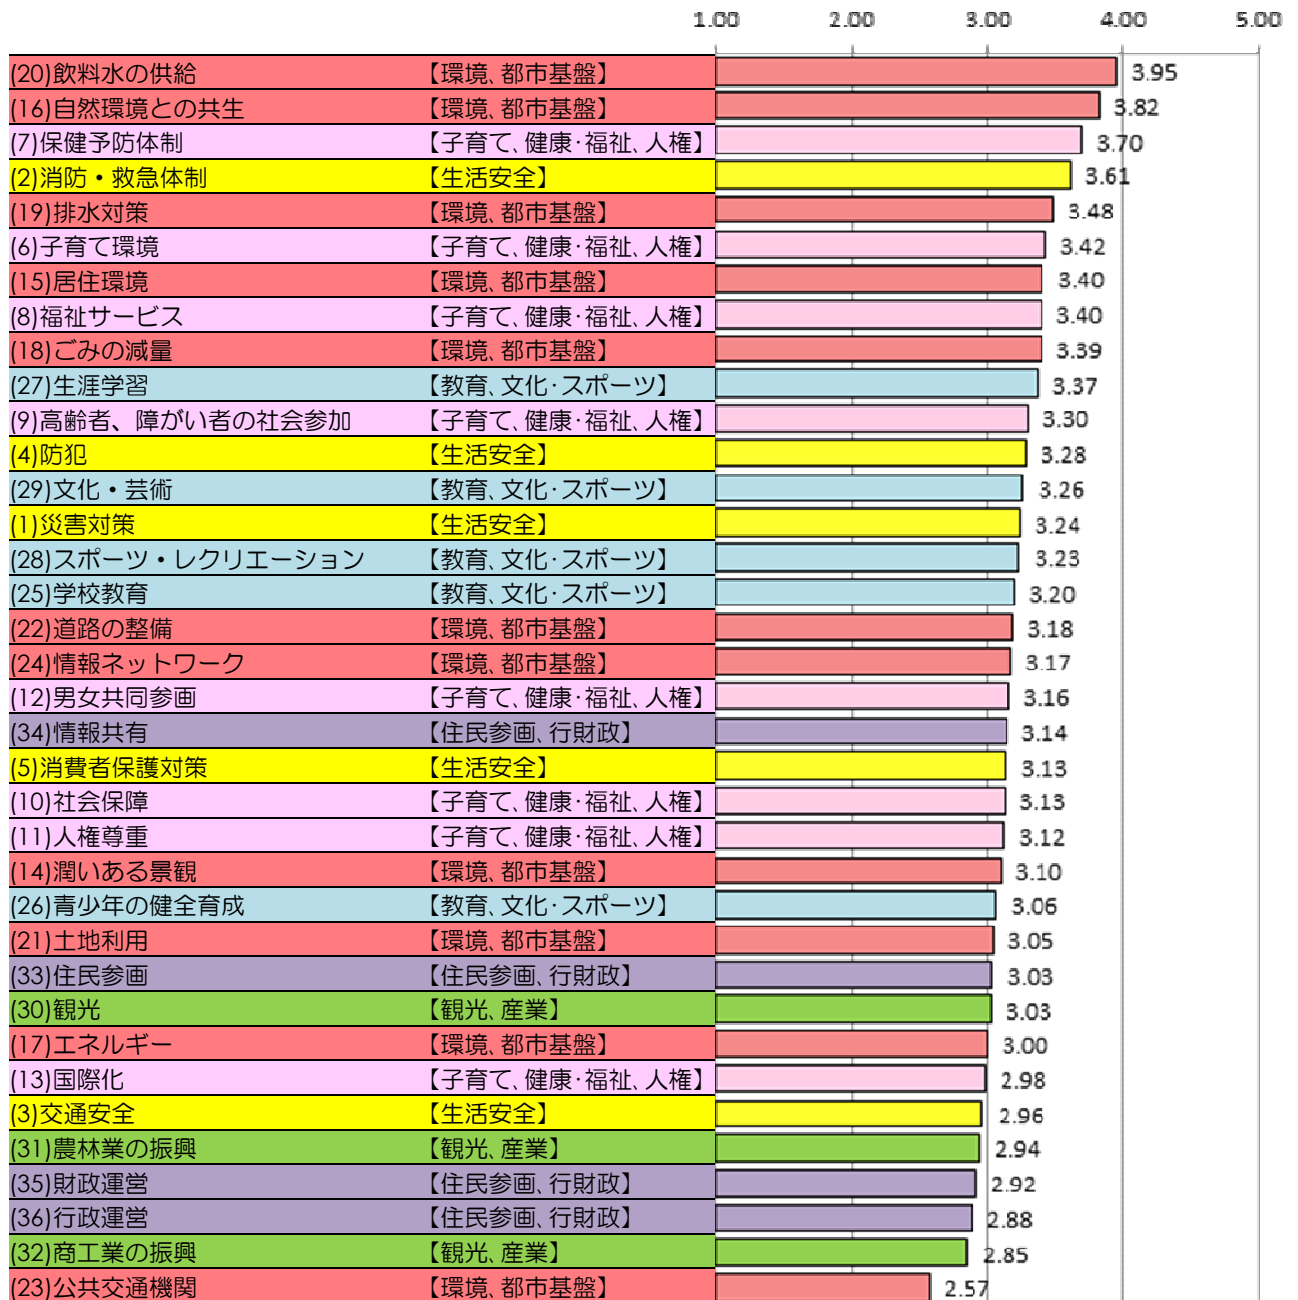 1.00 2.00 3.00 4.00 5.00
(20)飲料水の供給 【環境、都市基盤】 3.95
(16)自然環境との共生 【環境、都市基盤】 3.82
(7)保健予防体制 【子育て、健康・福祉、人権】 3.70
(2)消防・救急体制 【生活安全】 3.61
(19)排水対策 【環境、都市基盤】 3.48
(6)子育て環境 【子育て、健康・福祉、人権】 3.42
(15)居住環境 【環境、都市基盤】 3.40
(8)福祉サービス 【子育て、健康・福祉、人権】 3.40
(18)ごみの減量 【環境、都市基盤】 3.39
(27)生涯学習 【教育、文化・スポーツ】 3.37
(9)高齢者、障がい者の社会参加 【子育て、健康・福祉、人権】 3.30
(4)防犯 【生活安全】 3.28
(29)文化・芸術 【教育、文化・スポーツ】 3.26
(1)災害対策 【生活安全】 3.24
(28)スポーツ・レクリエーション 【教育、文化・スポーツ】 3.23
(25)学校教育 【教育、文化・スポーツ】 3.20
(22)道路の整備 【環境、都市基盤】 3.18
(24)情報ネットワーク 【環境、都市基盤】 3.17
(12)男女共同参画 【子育て、健康・福祉、人権】 3.16
(34)情報共有 【住民参画、行財政】 3.14
(5)消費者保護対策 【生活安全】 3.13
(10)社会保障 【子育て、健康・福祉、人権】 3.13
(11)人権尊重 【子育て、健康・福祉、人権】 3.12
(14)潤いある景観 【環境、都市基盤】 3.10
(26)青少年の健全育成 【教育、文化・スポーツ】 3.06
(21)土地利用 【環境、都市基盤】 3.05
(33)住民参画 【住民参画、行財政】 3.03
(30)観光 【観光、産業】 3.03
(17)エネルギー 【環境、都市基盤】 3.00
(13)国際化 【子育て、健康・福祉、人権】 2.98
(3)交通安全 【生活安全】 2.96
(31)農林業の振興 【観光、産業】 2.94
(35)財政運営 【住民参画、行財政】 2.92
(36)行政運営 【住民参画、行財政】 2.88
(32)商工業の振興 【観光、産業】 2.85
(23)公共交通機関 【環境、都市基盤】 2.57